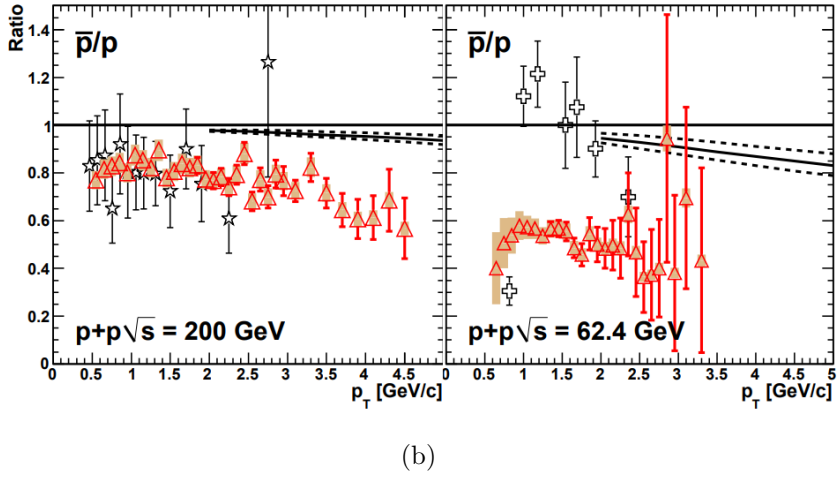 Ratio
1.4
1.2
1
0.8
0.6
0.4
0.2
0
p̅/p
p+p√s = 200 GeV
0.5 1 1.5 2 2.5 3 3.5 4 4.5
p_T [GeV/c]
p̅/p
p+p√s = 62.4 GeV
0.5 1 1.5 2 2.5 3 3.5 4 4.5 5
p_T [GeV/c]
(b)